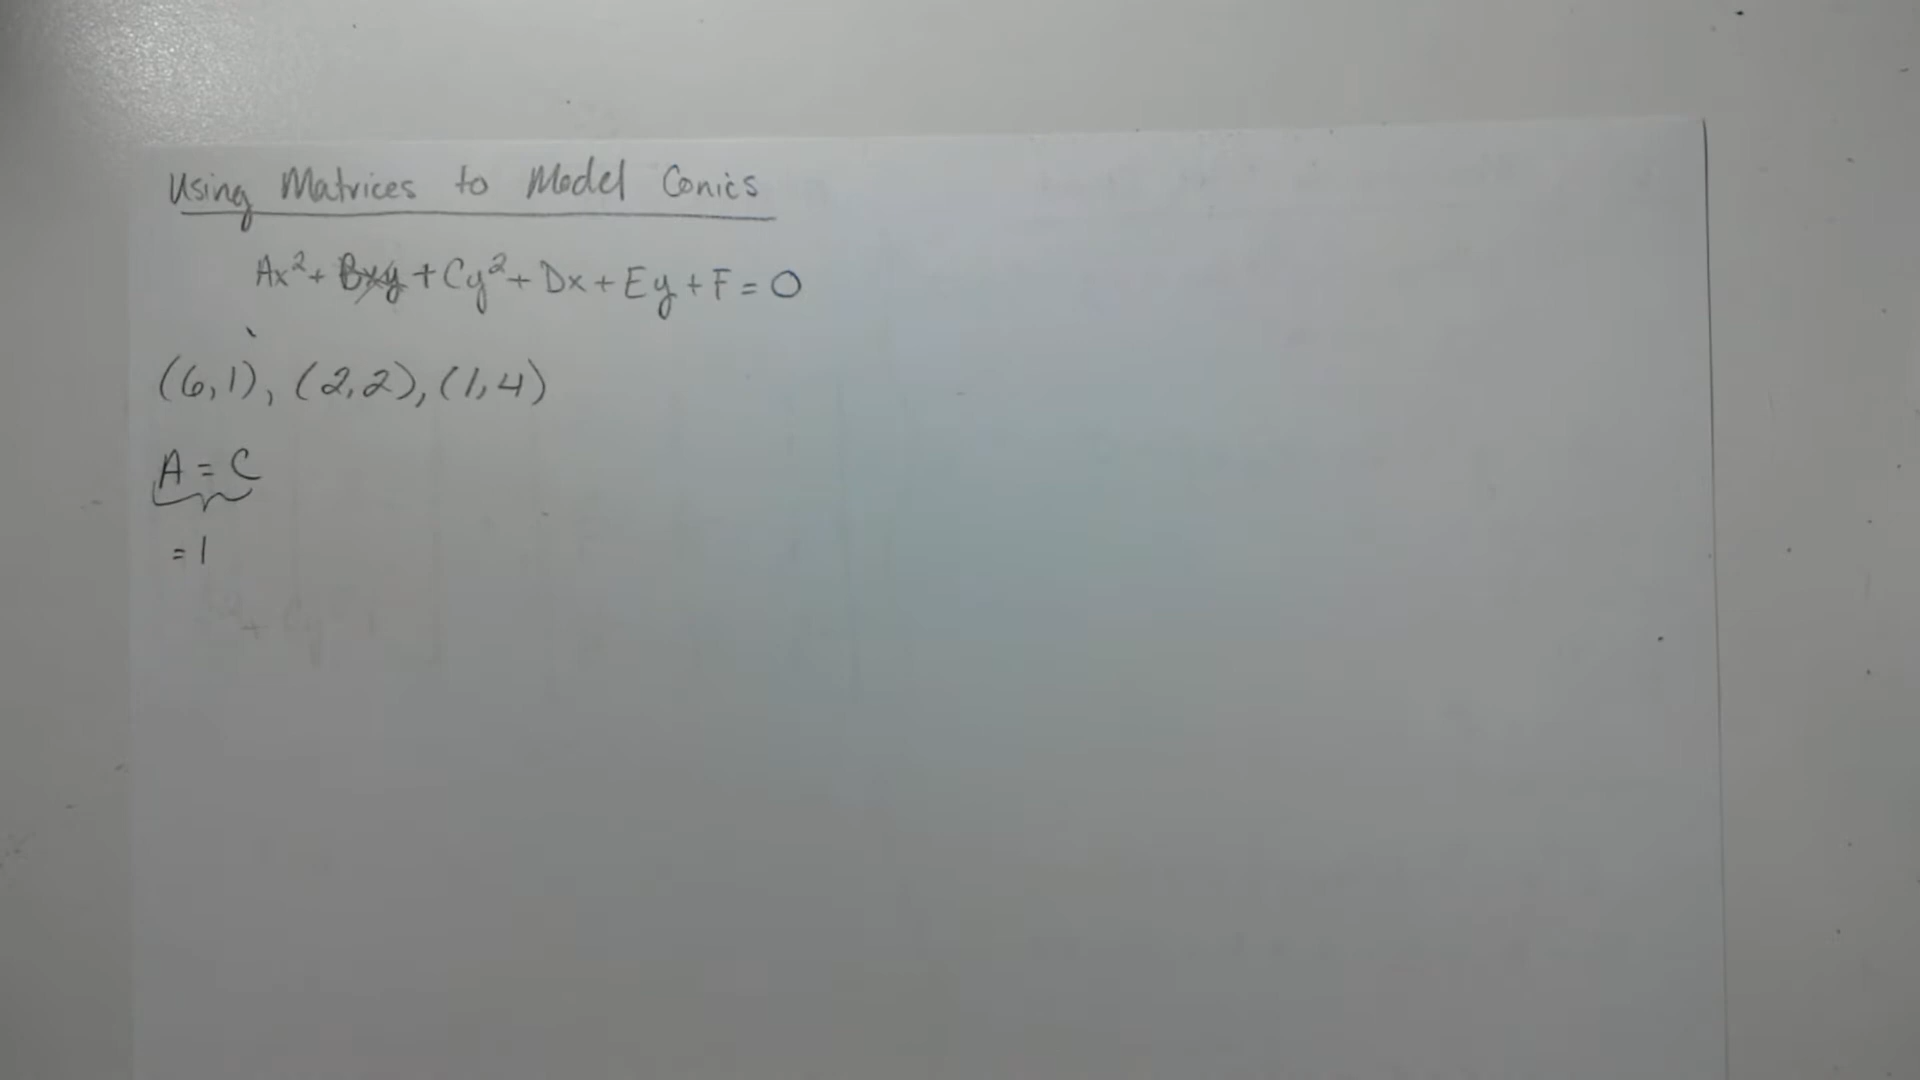 Using Matrices to Model Conics
Ax² + Bxy + Cy² + Dx + Ey + F = 0
(6,1), (2,2), (1,4)
A = C
= 1